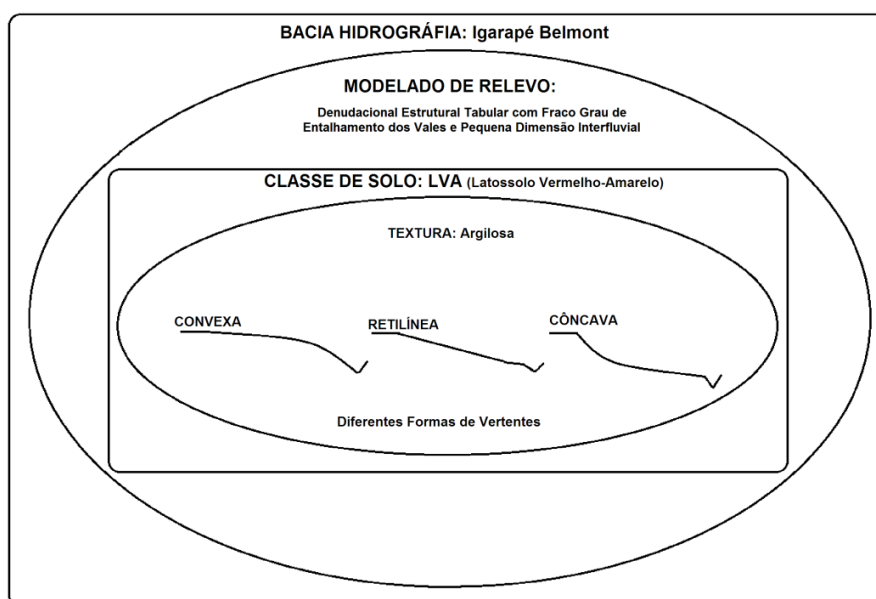 BACIA HIDROGRÁFIA: Igarapé Belmont
MODELADO DE RELEVO:
Denudacional Estrutural Tabular com Fraco Grau de
Entalhamento dos Vales e Pequena Dimensão Interfluvial
CLASSE DE SOLO: LVA (Latossolo Vermelho-Amarelo)
TEXTURA: Argilosa
CONVEXA
RETILÍNEA
CÔNCAVA
Diferentes Formas de Vertentes